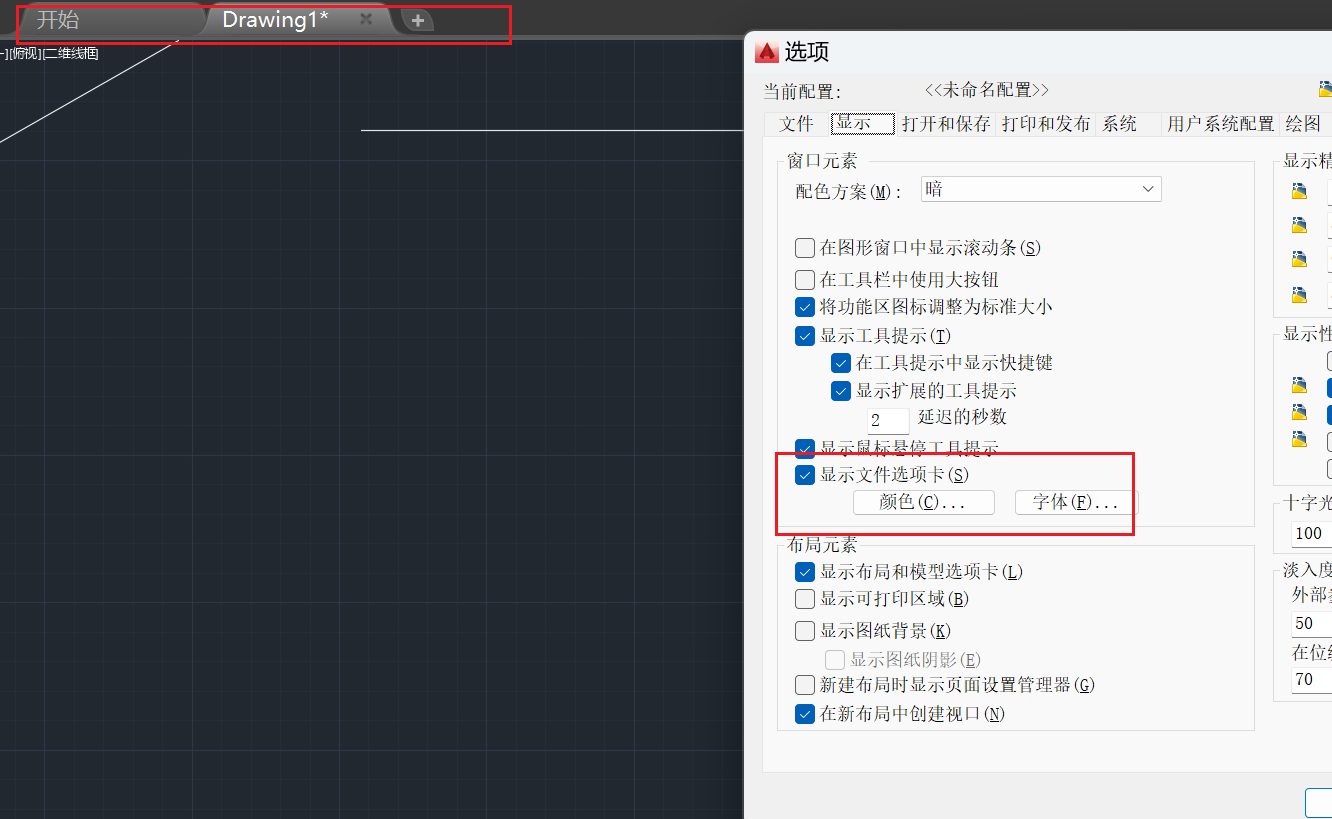 开始
Drawing1*
-][俯视][二维线框]
选项
当前配置:
<<未命名配置>>
文件 显示 打开和保存 打印和发布 系统 用户系统配置 绘图
窗口元素
配色方案(M):
暗
在图形窗口中显示滚动条(S)
在工具栏中使用大按钮
将功能区图标调整为标准大小
显示工具提示(T)
在工具提示中显示快捷键
显示扩展的工具提示
2 延迟的秒数
显示鼠标悬停工具提示
显示文件选项卡(S)
颜色(C)... 字体(F)...
布局元素
显示布局和模型选项卡(L)
显示可打印区域(B)
显示图纸背景(K)
显示图纸阴影(E)
新建布局时显示页面设置管理器(G)
在新布局中创建视口(N)
显示精
显示性
十字光
100
淡入度
外部参
50
在位
70